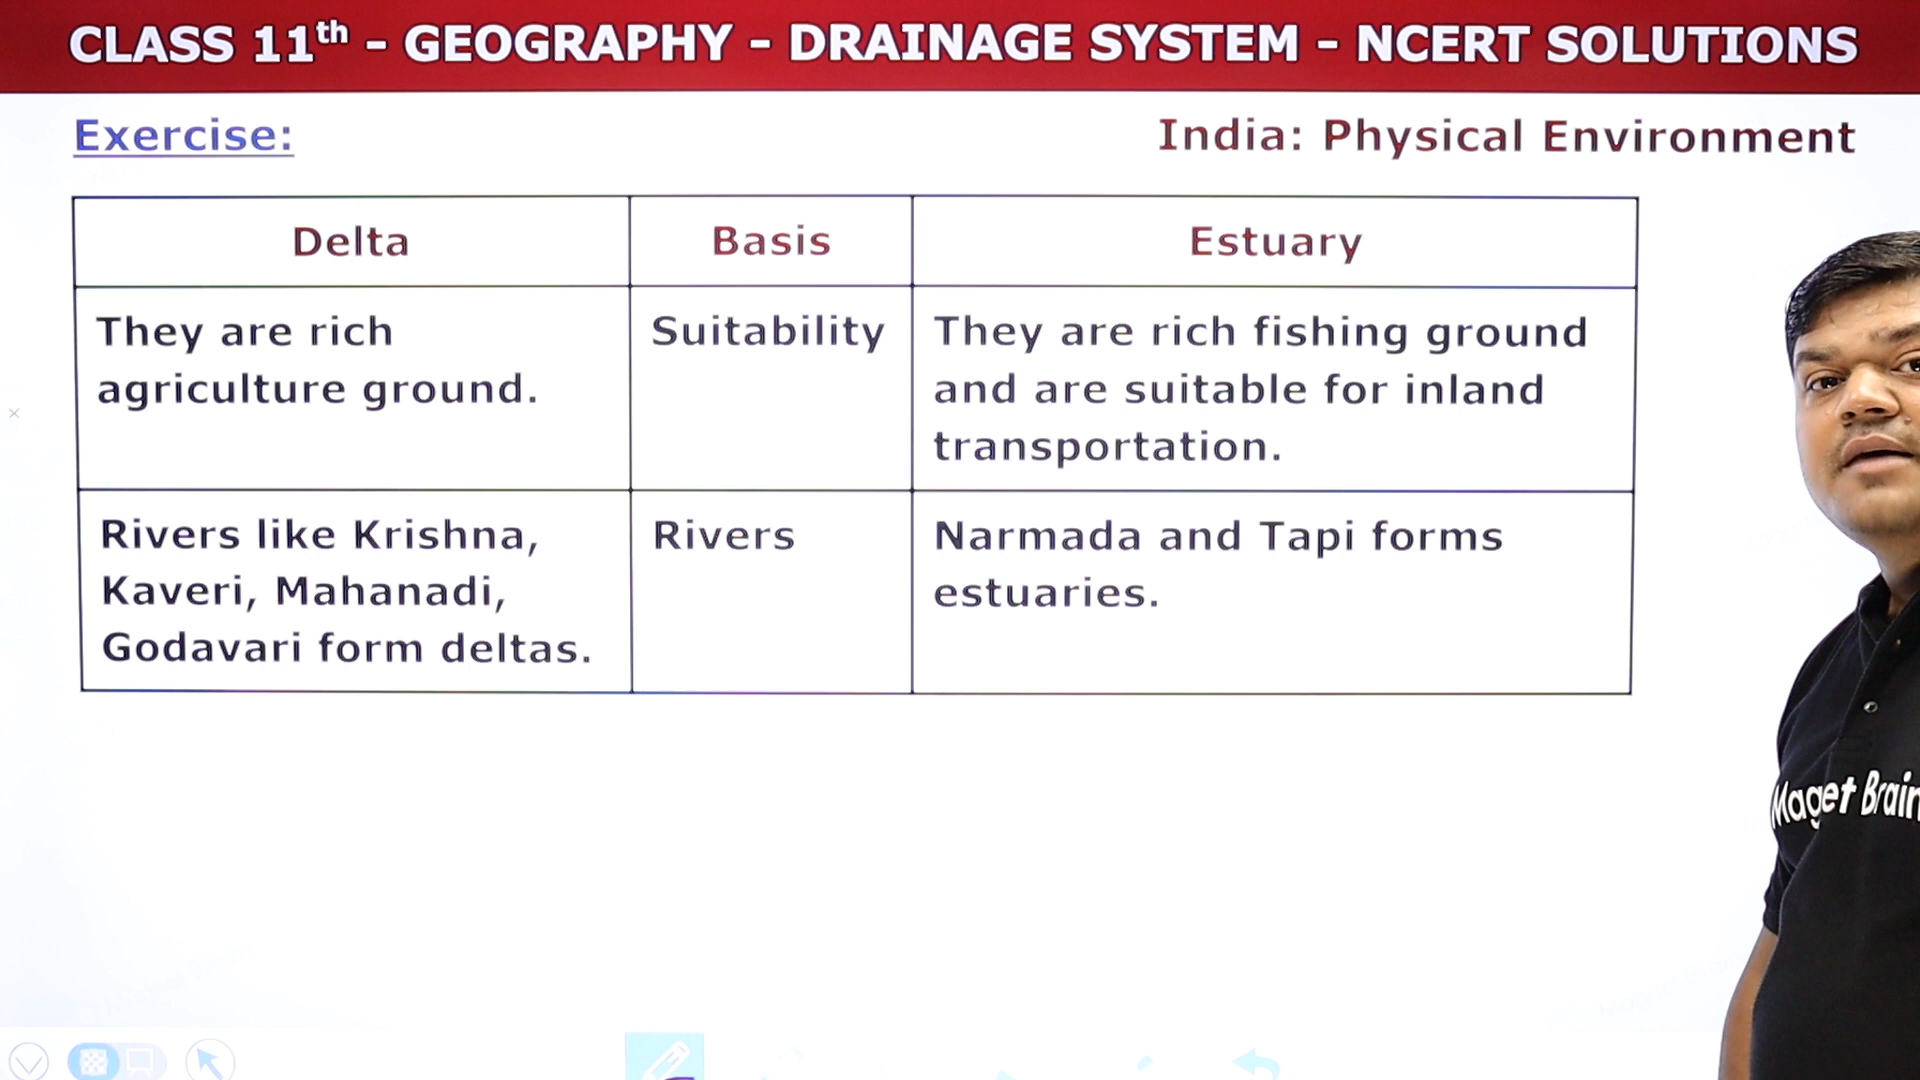 CLASS 11th - GEOGRAPHY - DRAINAGE SYSTEM - NCERT SOLUTIONS
Exercise:
India: Physical Environment
Delta
Basis
Estuary
They are rich
agriculture ground.
Suitability
They are rich fishing ground
and are suitable for inland
transportation.
Rivers like Krishna,
Kaveri, Mahanadi,
Godavari form deltas.
Rivers
Narmada and Tapi forms
estuaries.
Maget Brain